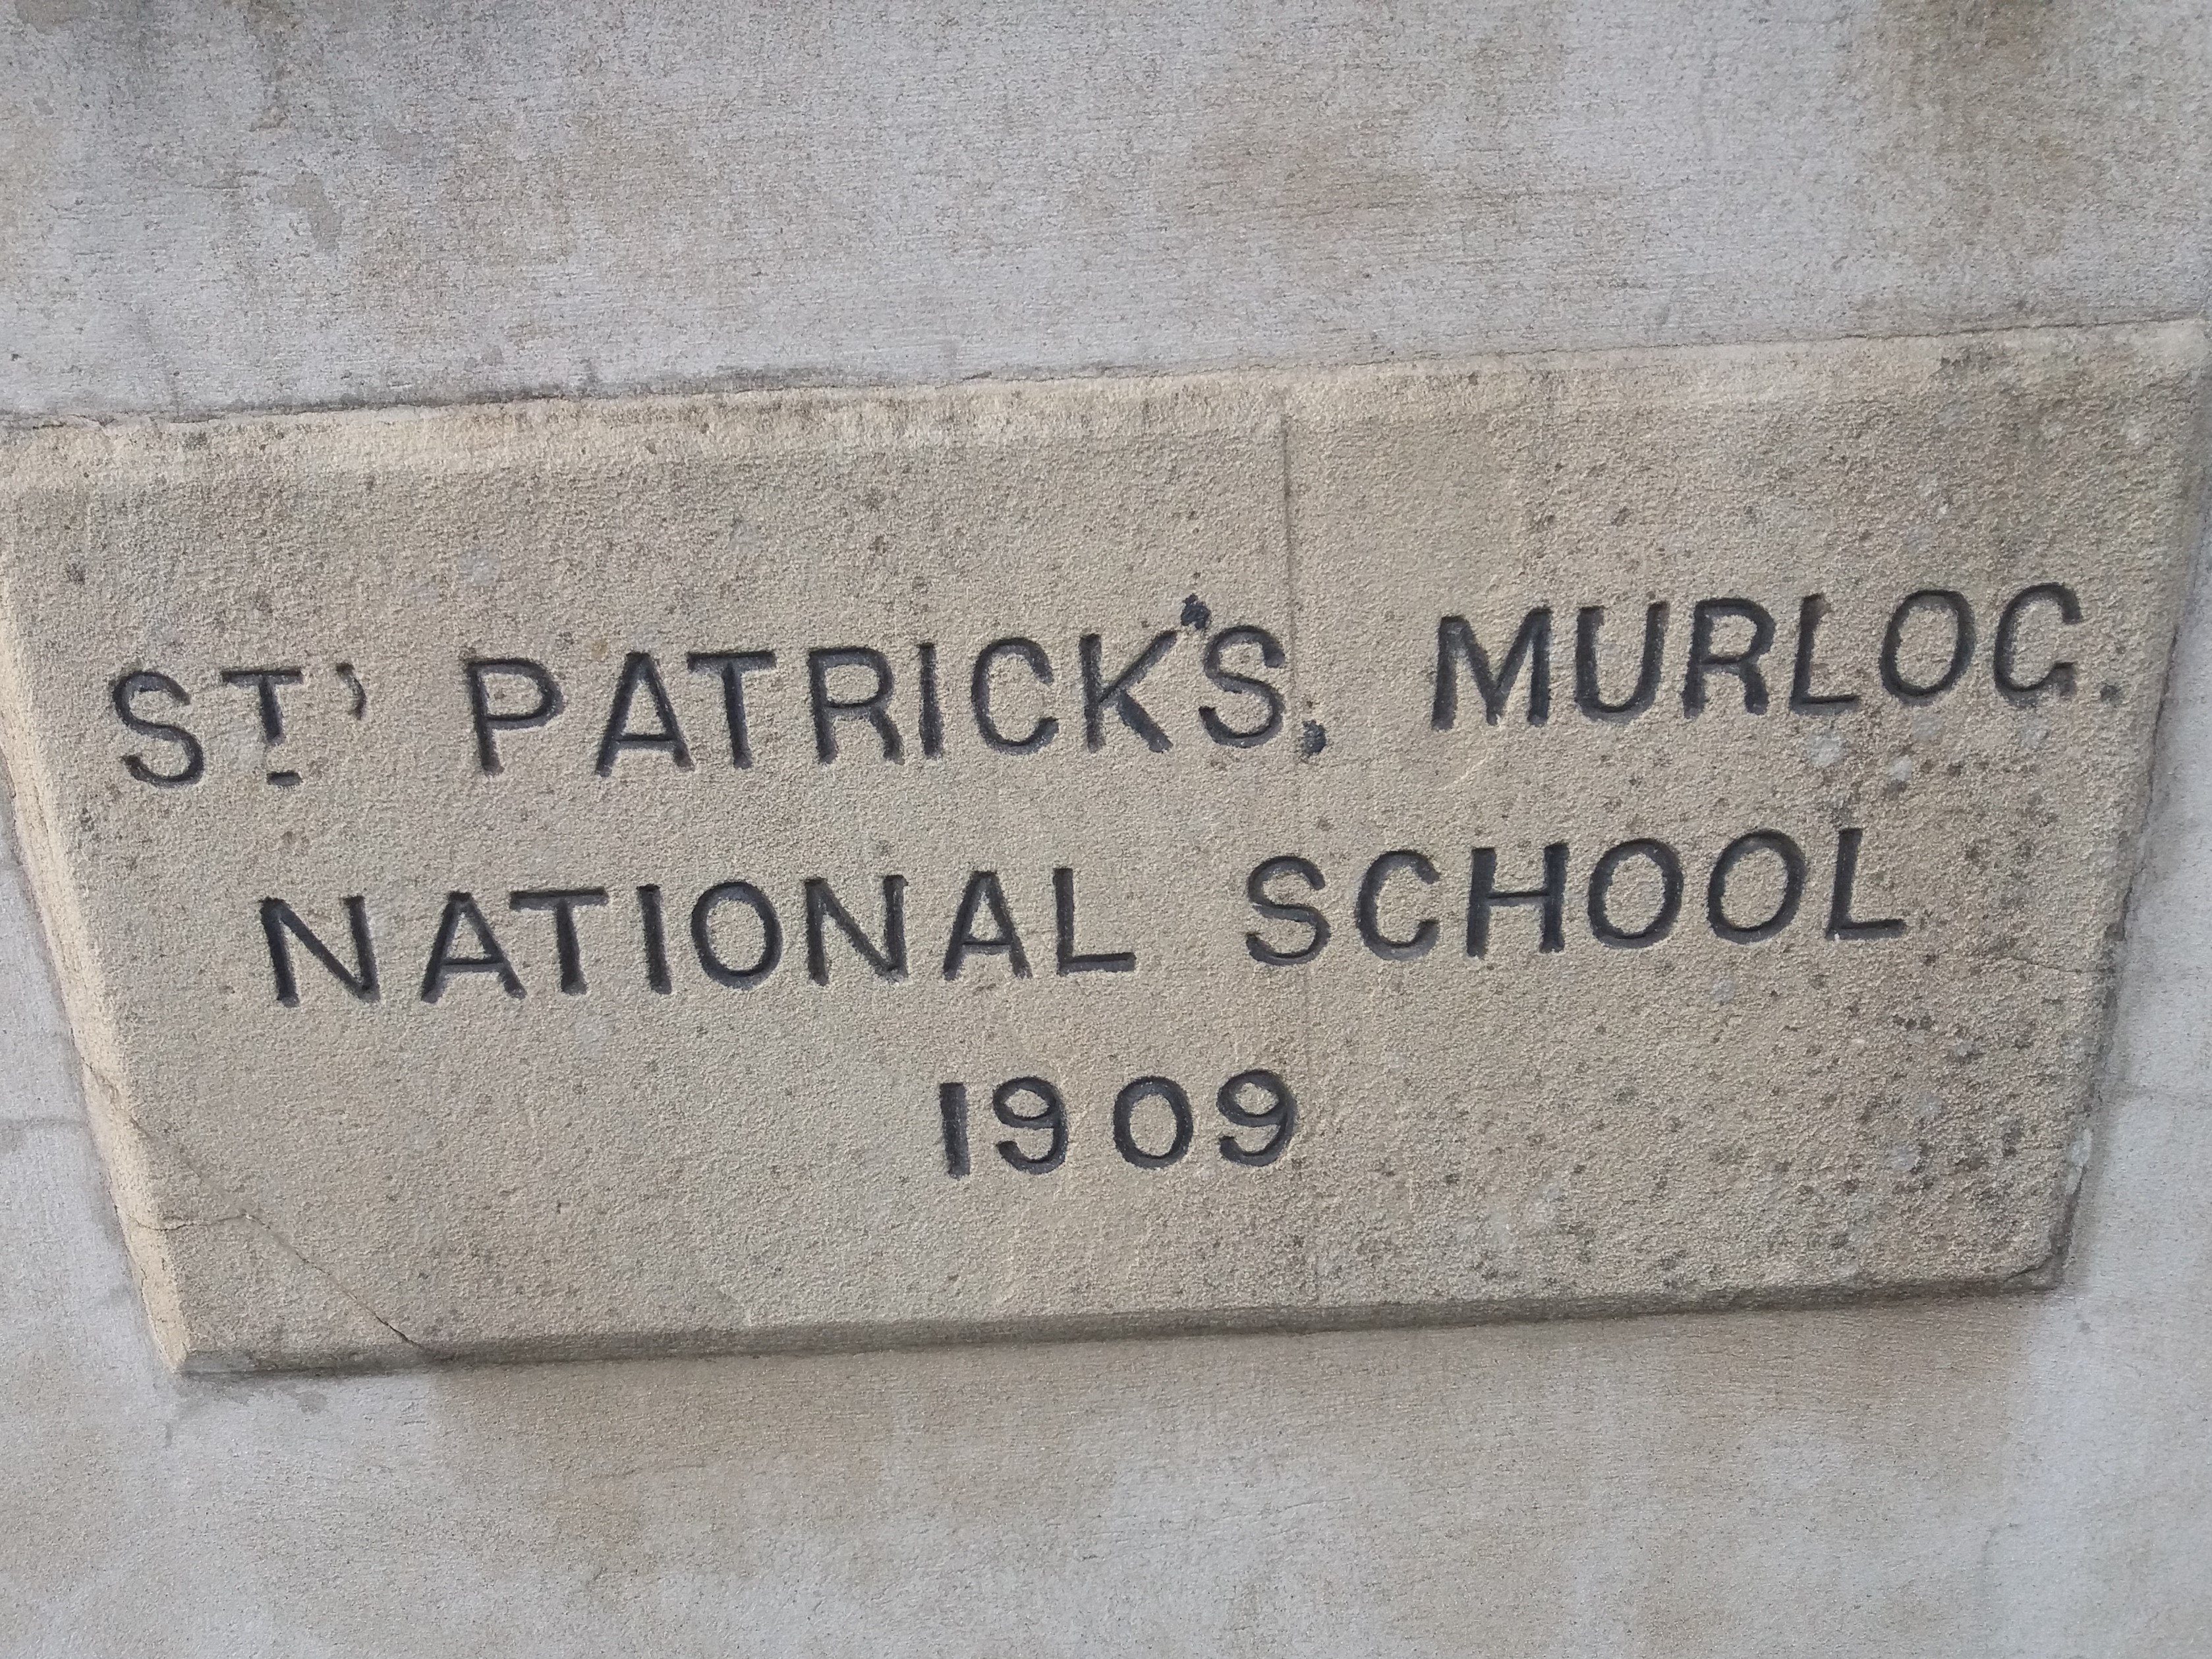 ST' PATRICK'S, MURLOG.
NATIONAL SCHOOL
1909